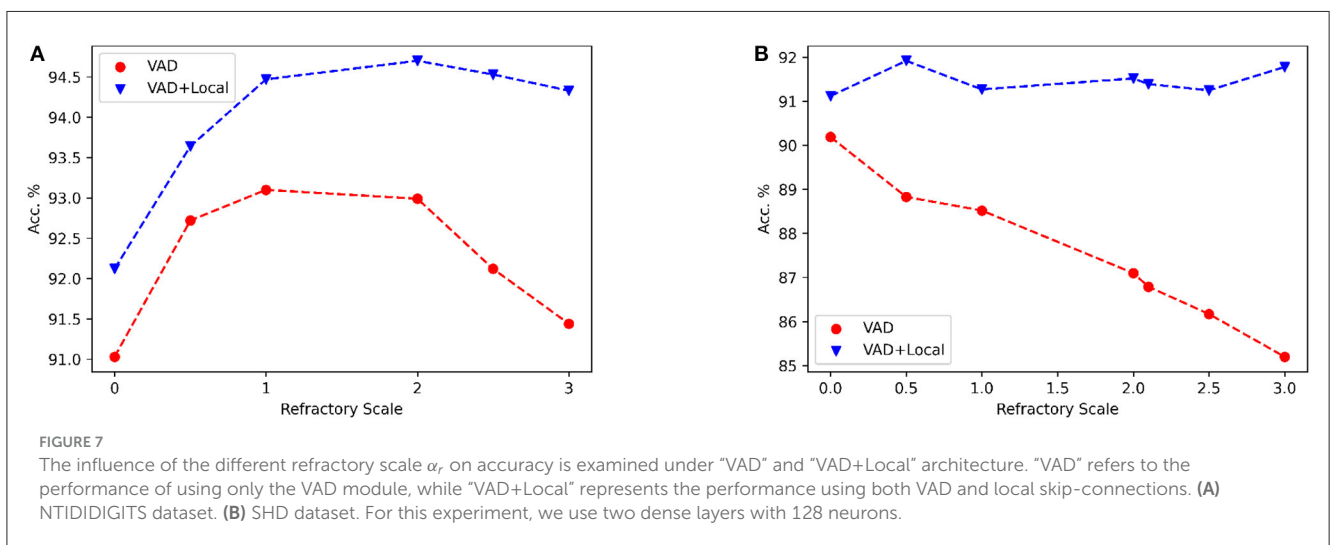 A
VAD
VAD+Local
94.5
94.0
93.5
93.0
92.5
92.0
91.5
91.0
Acc. %
0
1
2
3
Refractory Scale
B
92
91
90
89
88
87
86
85
Acc. %
VAD
VAD+Local
0.0
0.5
1.0
1.5
2.0
2.5
3.0
Refractory Scale
FIGURE 7
The influence of the different refractory scale αr on accuracy is examined under “VAD” and “VAD+Local” architecture. “VAD” refers to the
performance of using only the VAD module, while “VAD+Local” represents the performance using both VAD and local skip-connections. (A)
NTIDIDIGITS dataset. (B) SHD dataset. For this experiment, we use two dense layers with 128 neurons.